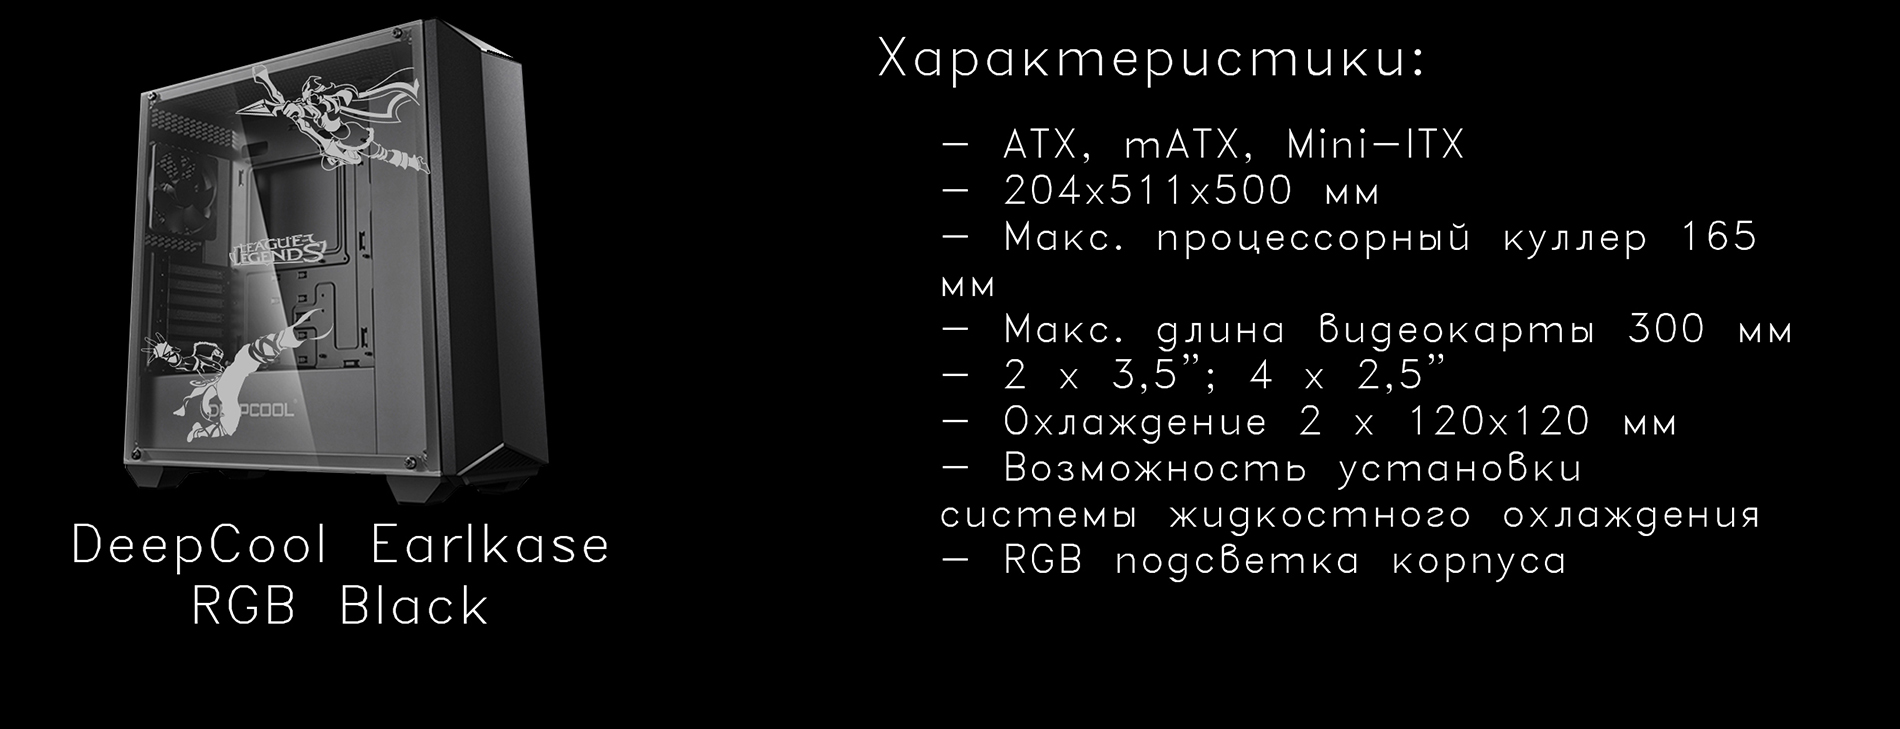 Характеристики:
— ATX, mATX, Mini-ITX
— 204x511x500 мм
— Макс. процессорный куллер 165
мм
— Макс. длина видеокарты 300 мм
— 2 x 3,5”; 4 x 2,5”
— Охлаждение 2 x 120x120 мм
— Возможность установки
системы жидкостного охлаждения
— RGB подсветка корпуса
LEAGUE OF
LEGENDS
DEEPCOOL
DeepCool Earlkase
RGB Black